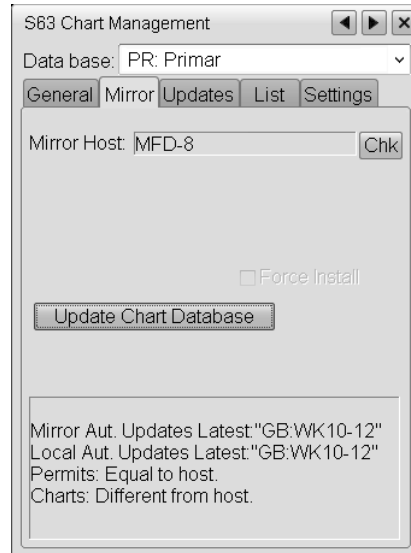 S63 Chart Management
Data base: PR: Primar
General Mirror Updates List Settings
Mirror Host: MFD-8 Chk
Force Install
Update Chart Database
Mirror Aut. Updates Latest:"GB:WK10-12"
Local Aut. Updates Latest:"GB:WK10-12"
Permits: Equal to host.
Charts: Different from host.